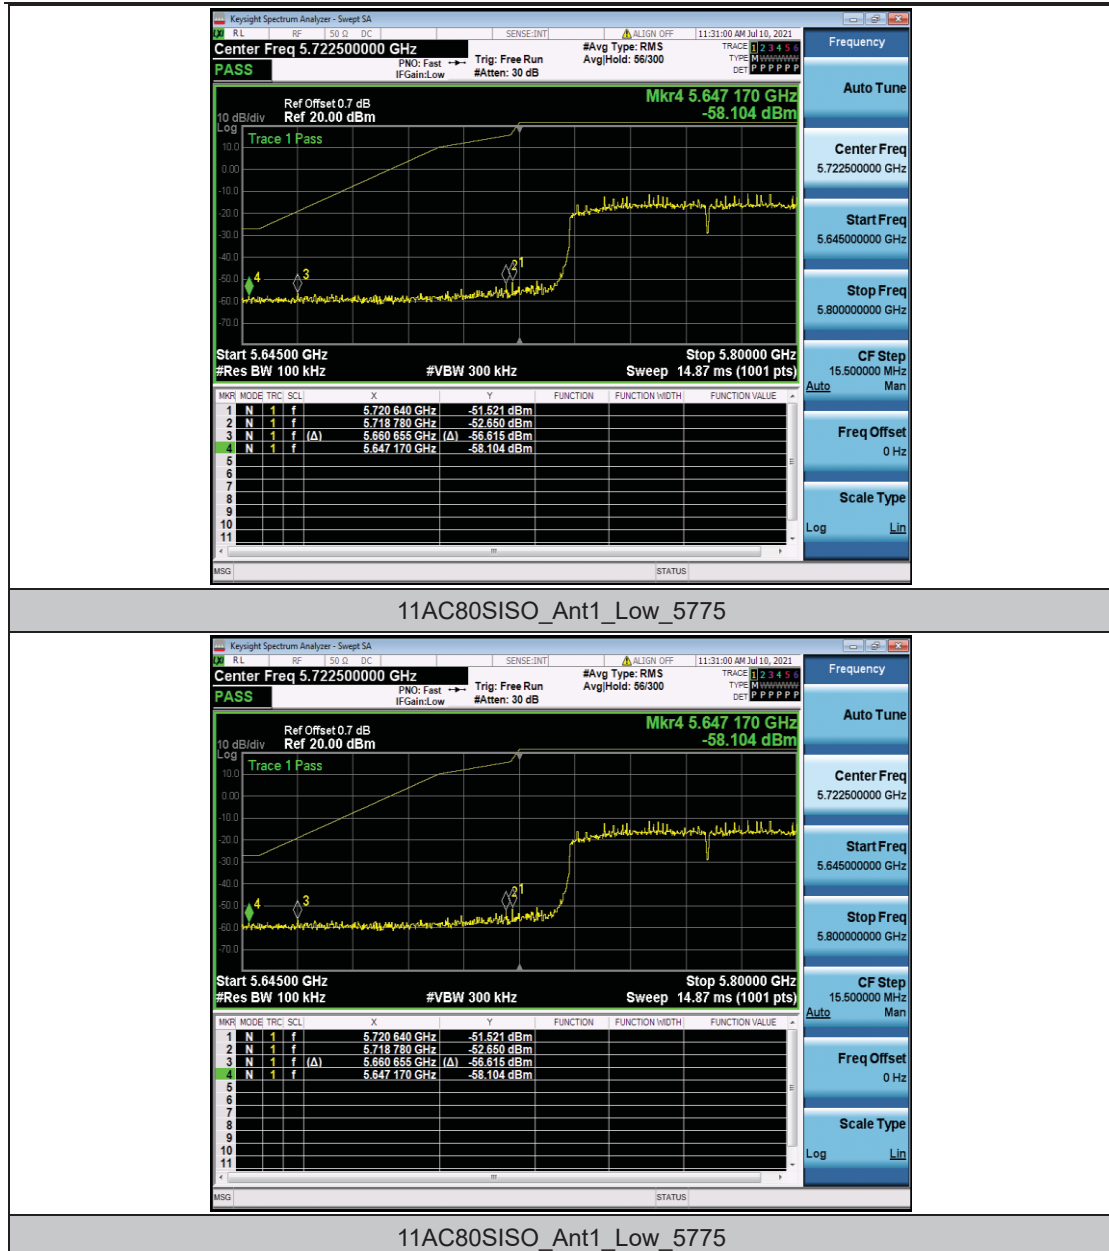 Keysight Spectrum Analyzer - Swept SA
LXI RL RF 50 Ω DC SENSE:INT ALIGN OFF 11:31:00 AM Jul 10, 2021
Center Freq 5.722500000 GHz #Avg Type: RMS TRACE 1 2 3 4 5 6
PASS PNO: Fast Trig: Free Run Avg|Hold: 56/300 TYPE M WWWWW
IFGain:Low #Atten: 30 dB DET P P P P P P
Mkr4 5.647 170 GHz
-58.104 dBm
Ref Offset 0.7 dB
10 dB/div Ref 20.00 dBm
Log
Trace 1 Pass
10.0
0.00
-10.0
-20.0
-30.0
-40.0
-50.0
-60.0
-70.0
4 3 2 1
Start 5.64500 GHz Stop 5.80000 GHz
#Res BW 100 kHz #VBW 300 kHz Sweep 14.87 ms (1001 pts)
MKR MODE TRC SCL X Y FUNCTION FUNCTION WIDTH FUNCTION VALUE
1 N 1 f 5.720 640 GHz -51.521 dBm
2 N 1 f 5.718 780 GHz -52.650 dBm
3 N 1 f (Δ) 5.660 655 GHz (Δ) -56.615 dBm
4 N 1 f 5.647 170 GHz -58.104 dBm
5
6
7
8
9
10
11
MSG STATUS
Frequency
Auto Tune
Center Freq
5.722500000 GHz
Start Freq
5.645000000 GHz
Stop Freq
5.800000000 GHz
CF Step
15.500000 MHz
Auto Man
Freq Offset
0 Hz
Scale Type
Log Lin
11AC80SISO_Ant1_Low_5775
Keysight Spectrum Analyzer - Swept SA
LXI RL RF 50 Ω DC SENSE:INT ALIGN OFF 11:31:00 AM Jul 10, 2021
Center Freq 5.722500000 GHz #Avg Type: RMS TRACE 1 2 3 4 5 6
PASS PNO: Fast Trig: Free Run Avg|Hold: 56/300 TYPE M WWWWW
IFGain:Low #Atten: 30 dB DET P P P P P P
Mkr4 5.647 170 GHz
-58.104 dBm
Ref Offset 0.7 dB
10 dB/div Ref 20.00 dBm
Log
Trace 1 Pass
10.0
0.00
-10.0
-20.0
-30.0
-40.0
-50.0
-60.0
-70.0
4 3 2 1
Start 5.64500 GHz Stop 5.80000 GHz
#Res BW 100 kHz #VBW 300 kHz Sweep 14.87 ms (1001 pts)
MKR MODE TRC SCL X Y FUNCTION FUNCTION WIDTH FUNCTION VALUE
1 N 1 f 5.720 640 GHz -51.521 dBm
2 N 1 f 5.718 780 GHz -52.650 dBm
3 N 1 f (Δ) 5.660 655 GHz (Δ) -56.615 dBm
4 N 1 f 5.647 170 GHz -58.104 dBm
5
6
7
8
9
10
11
MSG STATUS
Frequency
Auto Tune
Center Freq
5.722500000 GHz
Start Freq
5.645000000 GHz
Stop Freq
5.800000000 GHz
CF Step
15.500000 MHz
Auto Man
Freq Offset
0 Hz
Scale Type
Log Lin
11AC80SISO_Ant1_Low_5775